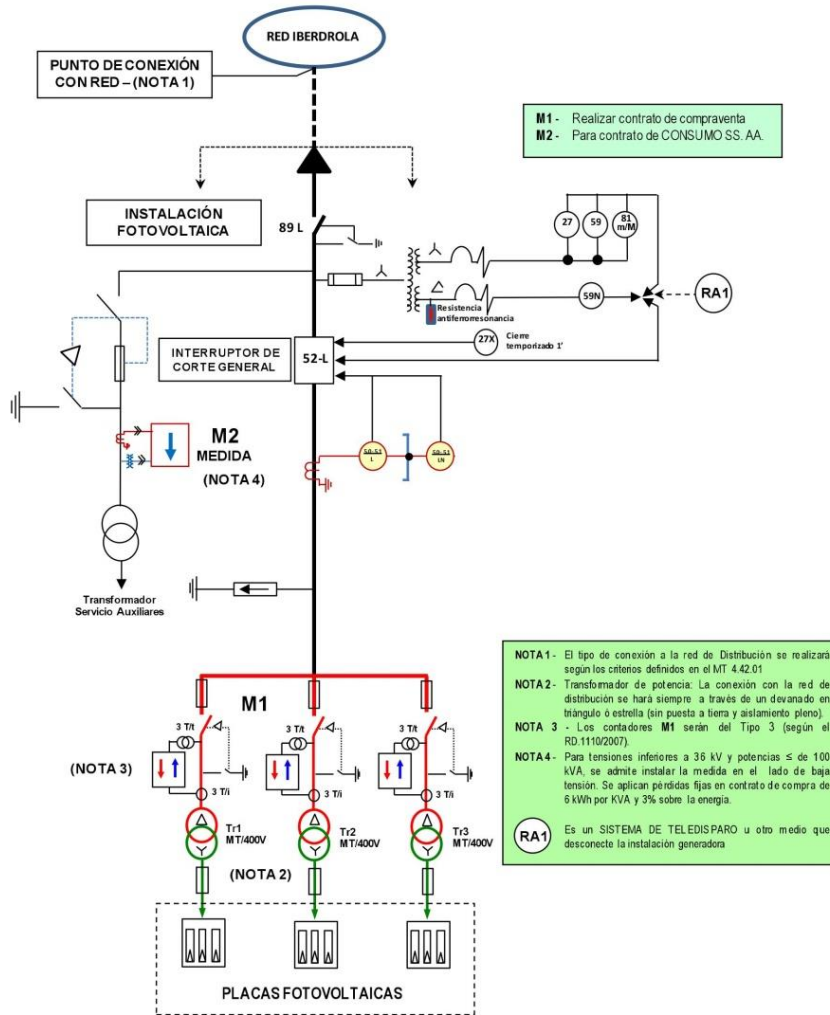 RED IBERDROLA
PUNTO DE CONEXIÓN
CON RED – (NOTA 1)
M1 - Realizar contrato de compraventa
M2 - Para contrato de CONSUMO SS. AA.
INSTALACIÓN
FOTOVOLTAICA
89 L
27
59
81
m/M
Resistencia
antiferrorresonancia
59N
RA1
27X
Cierre
temporizado 1'
INTERRUPTOR DE
CORTE GENERAL
52-L
M2
MEDIDA
(NOTA 4)
50-51
L
50-51
LN
Transformador
Servicio Auxiliares
M1
3 T/t
3 T/t
3 T/t
(NOTA 3)
3 T/i
3 T/i
3 T/i
Tr1
MT/400V
Tr2
MT/400V
Tr3
MT/400V
(NOTA 2)
PLACAS FOTOVOLTAICAS
NOTA 1 - El tipo de conexión a la red de Distribución se realizará
según los criterios definidos en el MT 4.42.01
NOTA 2 - Transformador de potencia: La conexión con la red de
distribución se hará siempre a través de un devanado en
triángulo ó estrella (sin puesta a tierra y aislamiento pleno).
NOTA 3 - Los contadores M1 serán del Tipo 3 (según el
RD.1110/2007).
NOTA 4 - Para tensiones inferiores a 36 kV y potencias ≤ de 100
kVA, se admite instalar la medida en el lado de baja
tensión. Se aplican pérdidas fijas en contrato de compra de
6 kWh por KVA y 3% sobre la energía.
RA1 Es un SISTEMA DE TELEDISPARO u otro medio que
desconecte la instalación generadora